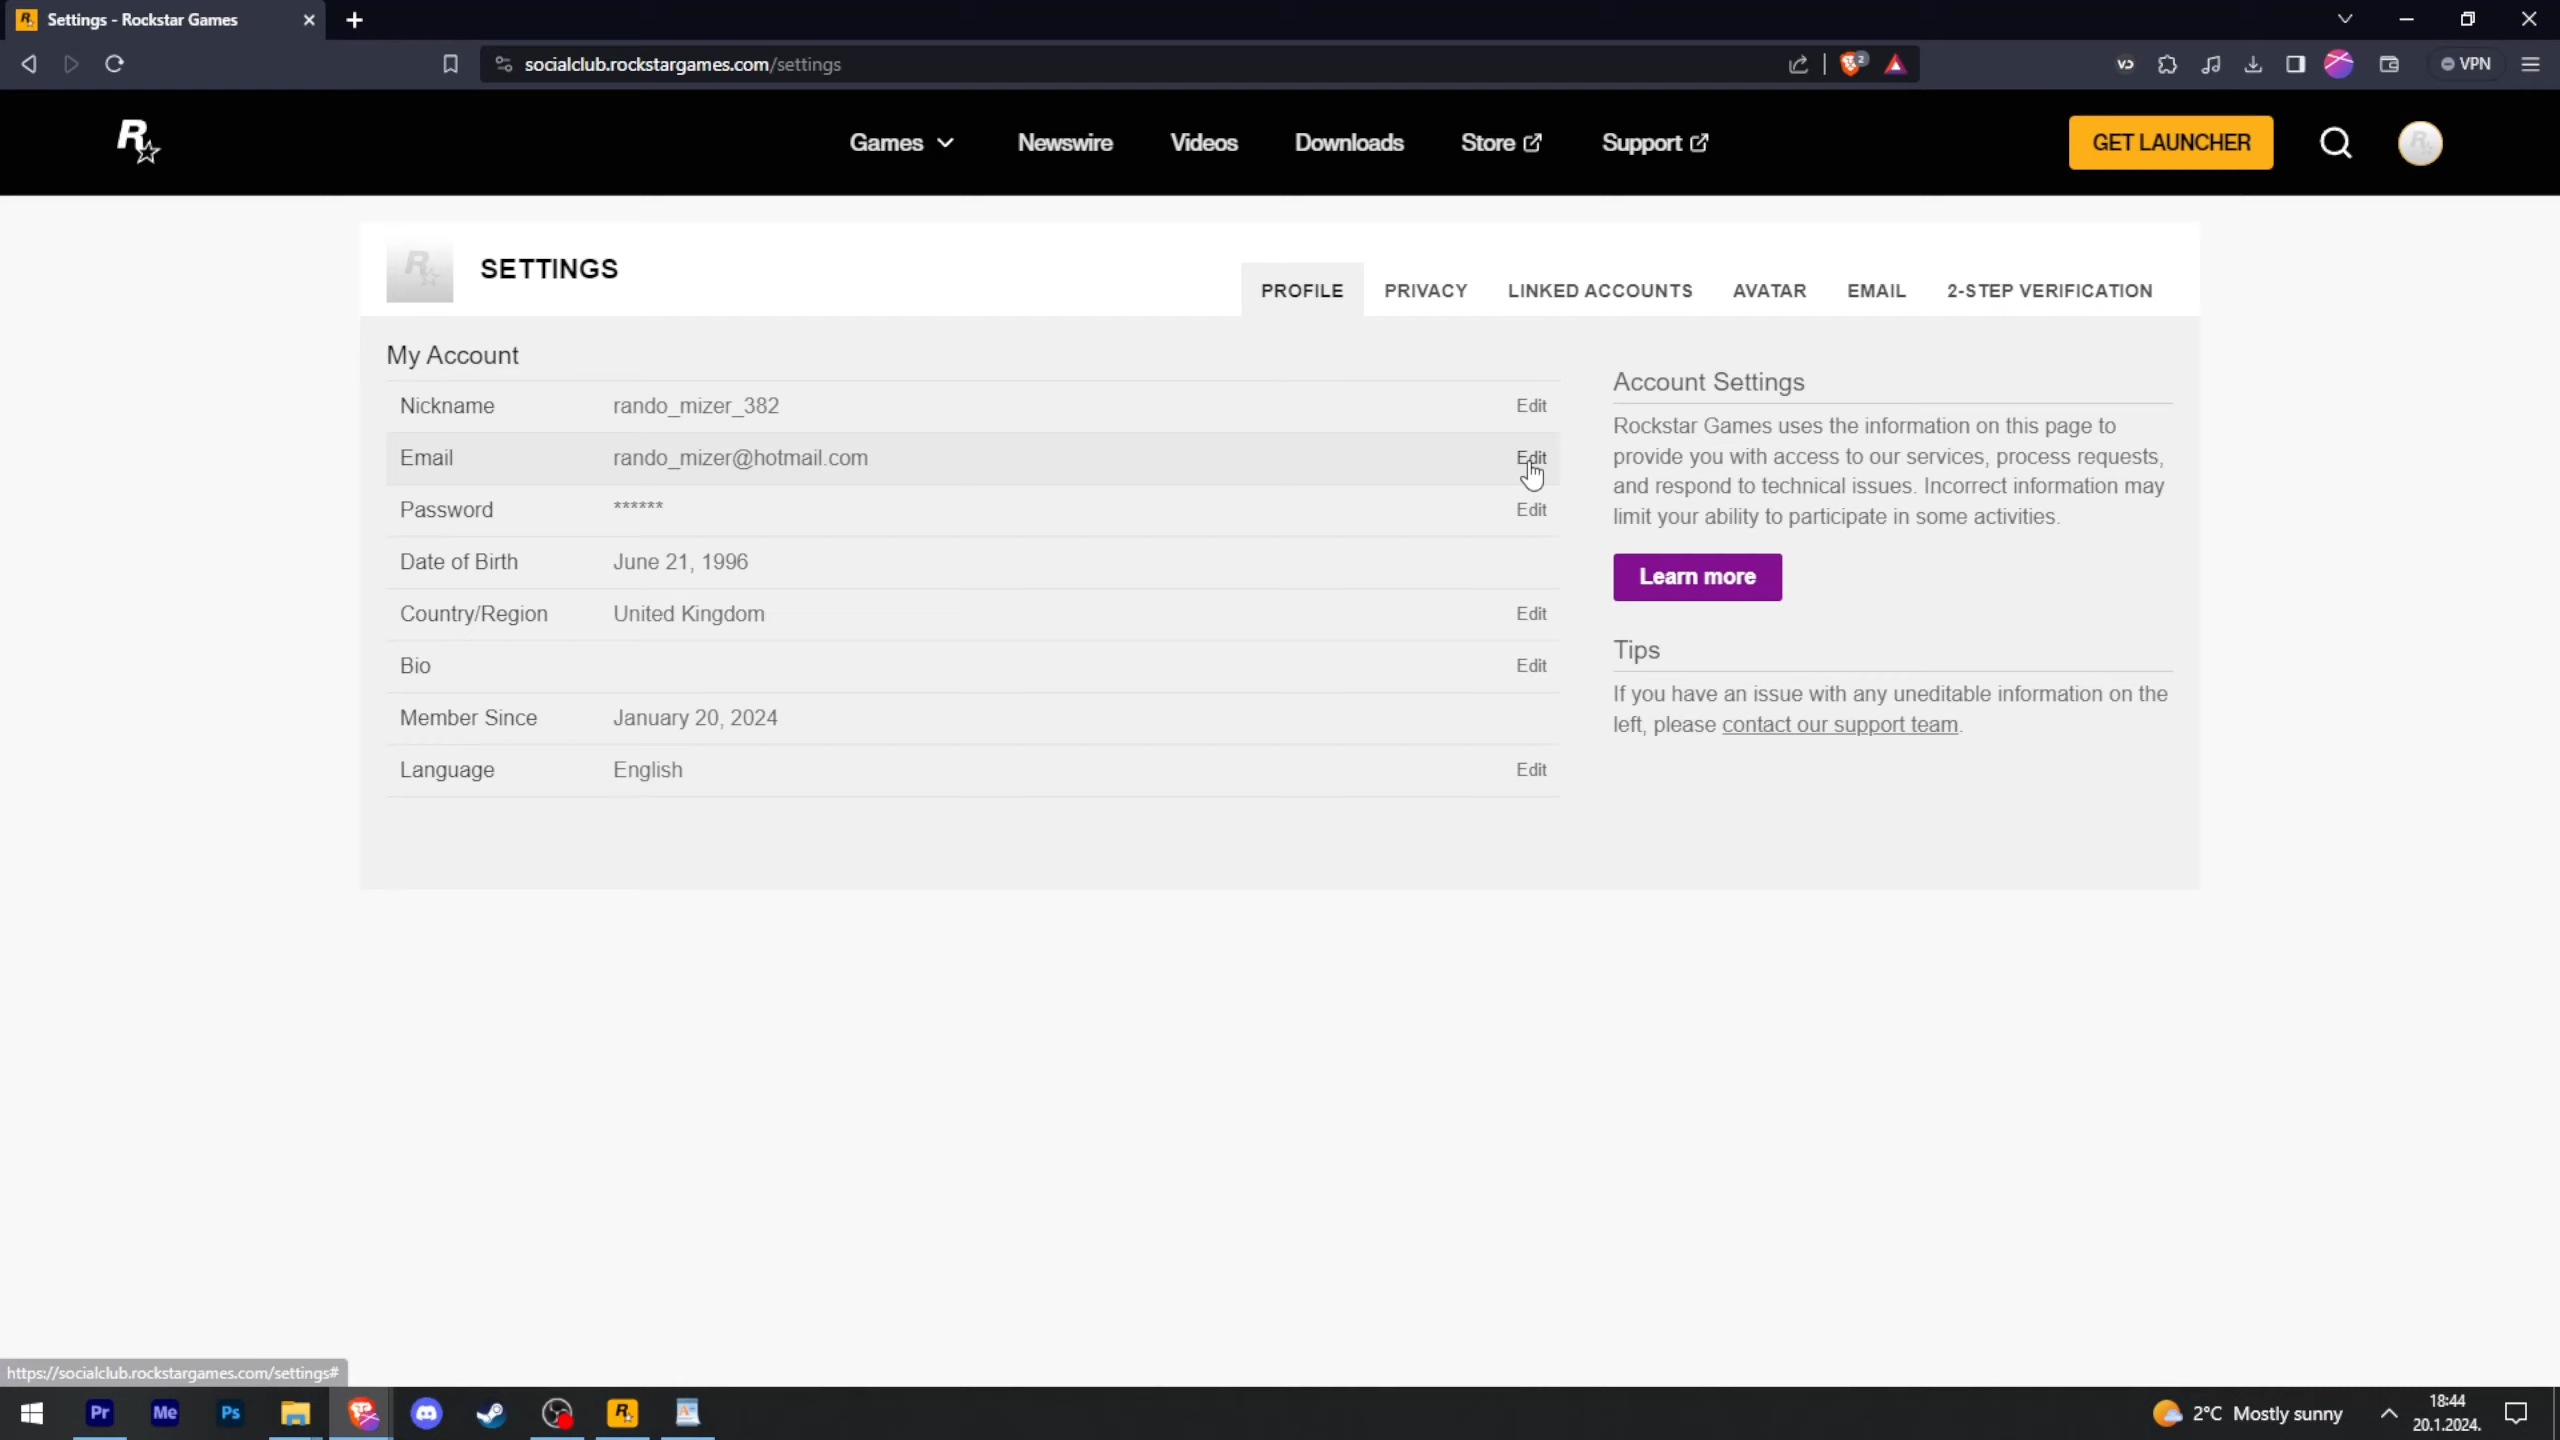 Settings - Rockstar Games
socialclub.rockstargames.com/settings
2
VPN
Games
Newswire
Videos
Downloads
Store
Support
GET LAUNCHER
SETTINGS
PROFILE
PRIVACY
LINKED ACCOUNTS
AVATAR
EMAIL
2-STEP VERIFICATION
My Account
Nickname rando_mizer_382 Edit
Email rando_mizer@hotmail.com Edit
Password ****** Edit
Date of Birth June 21, 1996
Country/Region United Kingdom Edit
Bio Edit
Member Since January 20, 2024
Language English Edit
Account Settings
Rockstar Games uses the information on this page to
provide you with access to our services, process requests,
and respond to technical issues. Incorrect information may
limit your ability to participate in some activities.
Learn more
Tips
If you have an issue with any uneditable information on the
left, please contact our support team.
https://socialclub.rockstargames.com/settings#
Pr
Me
Ps
2°C Mostly sunny
18:44
20.1.2024.